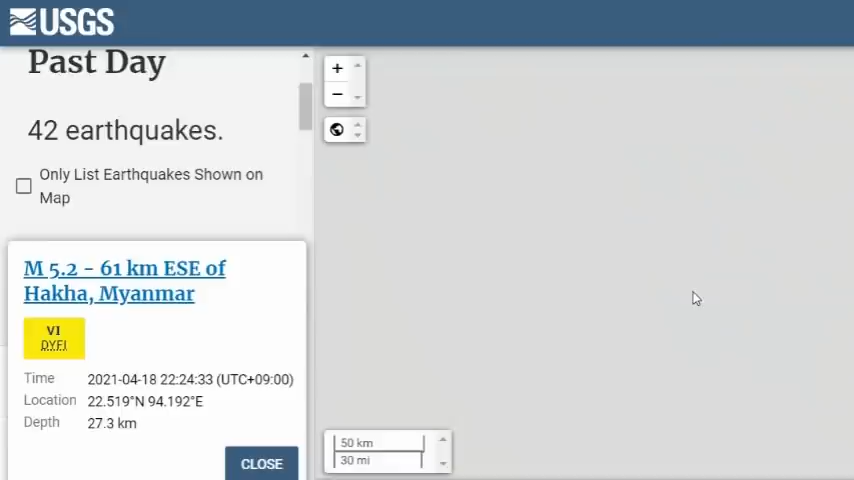 USGS
Past Day
42 earthquakes.
Only List Earthquakes Shown on
Map
M 5.2 - 61 km ESE of
Hakha, Myanmar
VI
DYFI
Time 2021-04-18 22:24:33 (UTC+09:00)
Location 22.519°N 94.192°E
Depth 27.3 km
CLOSE
+
−
50 km
30 mi